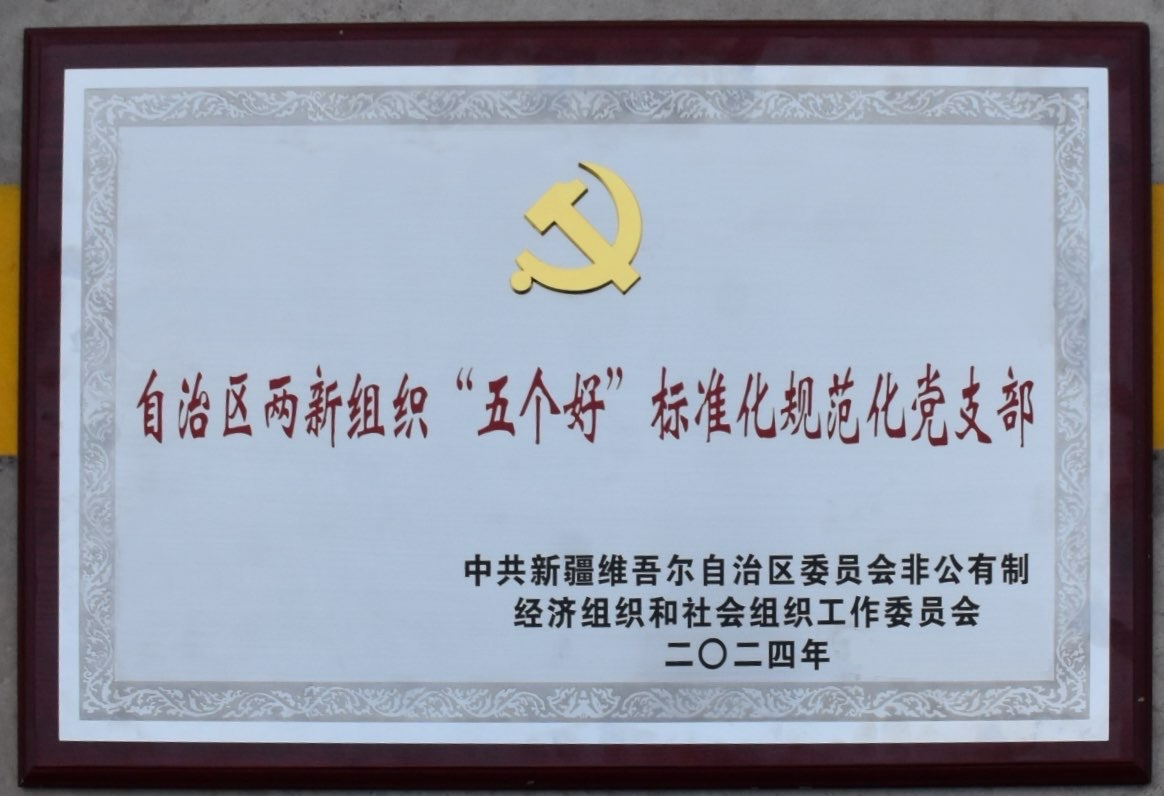 自治区两新组织“五个好”标准化规范化党支部
中共新疆维吾尔自治区委员会非公有制
经济组织和社会组织工作委员会
二〇二四年